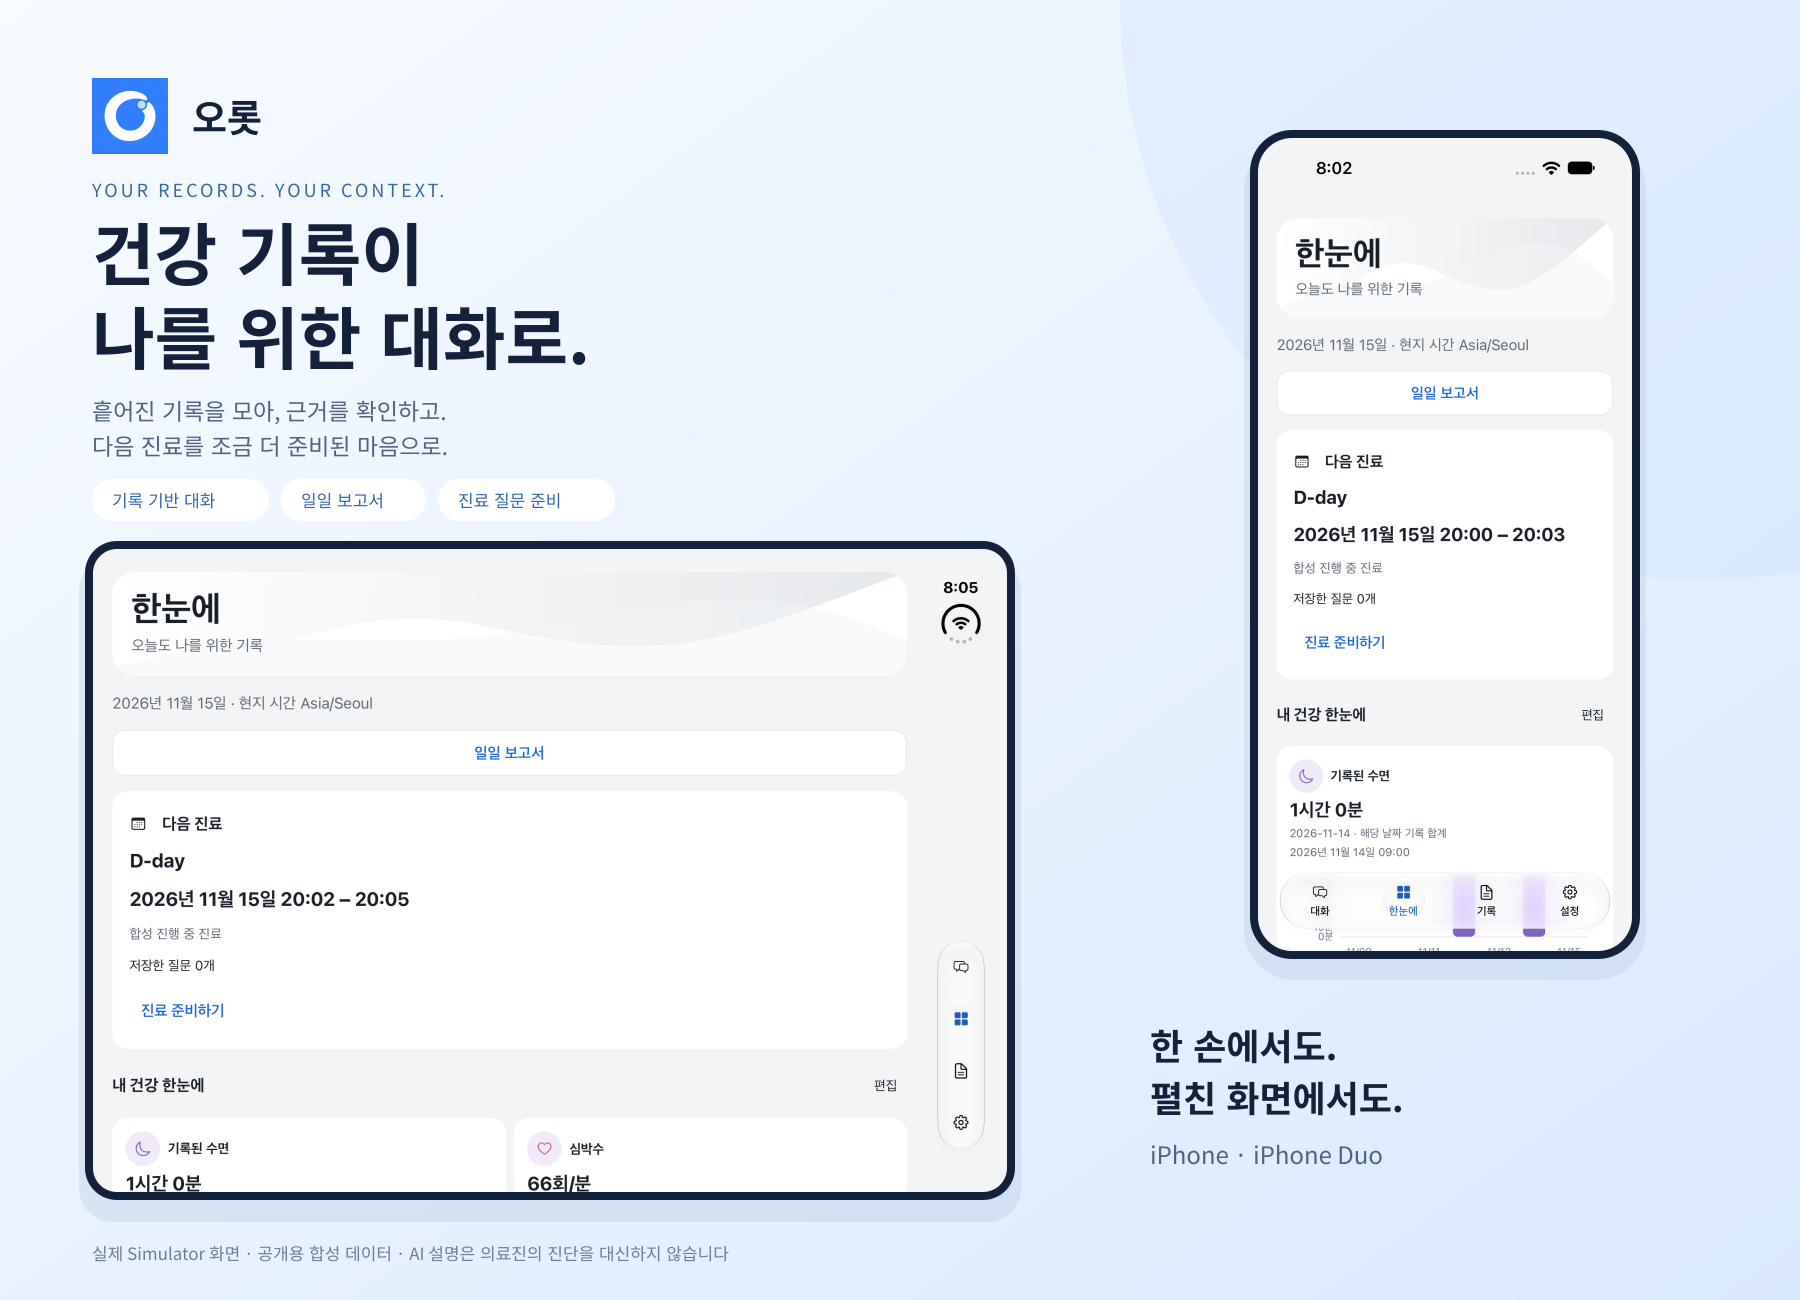 오롯
YOUR RECORDS. YOUR CONTEXT.
건강 기록이
나를 위한 대화로.
흩어진 기록을 모아, 근거를 확인하고.
다음 진료를 조금 더 준비된 마음으로.
기록 기반 대화
일일 보고서
진료 질문 준비
한눈에
오늘도 나를 위한 기록
8:05
2026년 11월 15일 · 현지 시간 Asia/Seoul
일일 보고서
다음 진료
D-day
2026년 11월 15일 20:02 – 20:05
합성 진행 중 진료
저장한 질문 0개
진료 준비하기
내 건강 한눈에
편집
기록된 수면
1시간 0분
심박수
66회/분
8:02
한눈에
오늘도 나를 위한 기록
2026년 11월 15일 · 현지 시간 Asia/Seoul
일일 보고서
다음 진료
D-day
2026년 11월 15일 20:00 – 20:03
합성 진행 중 진료
저장한 질문 0개
진료 준비하기
내 건강 한눈에
편집
기록된 수면
1시간 0분
2026-11-14 · 해당 날짜 기록 합계
2026년 11월 14일 09:00
대화
한눈에
기록
설정
0분
한 손에서도.
펼친 화면에서도.
iPhone · iPhone Duo
실제 Simulator 화면 · 공개용 합성 데이터 · AI 설명은 의료진의 진단을 대신하지 않습니다